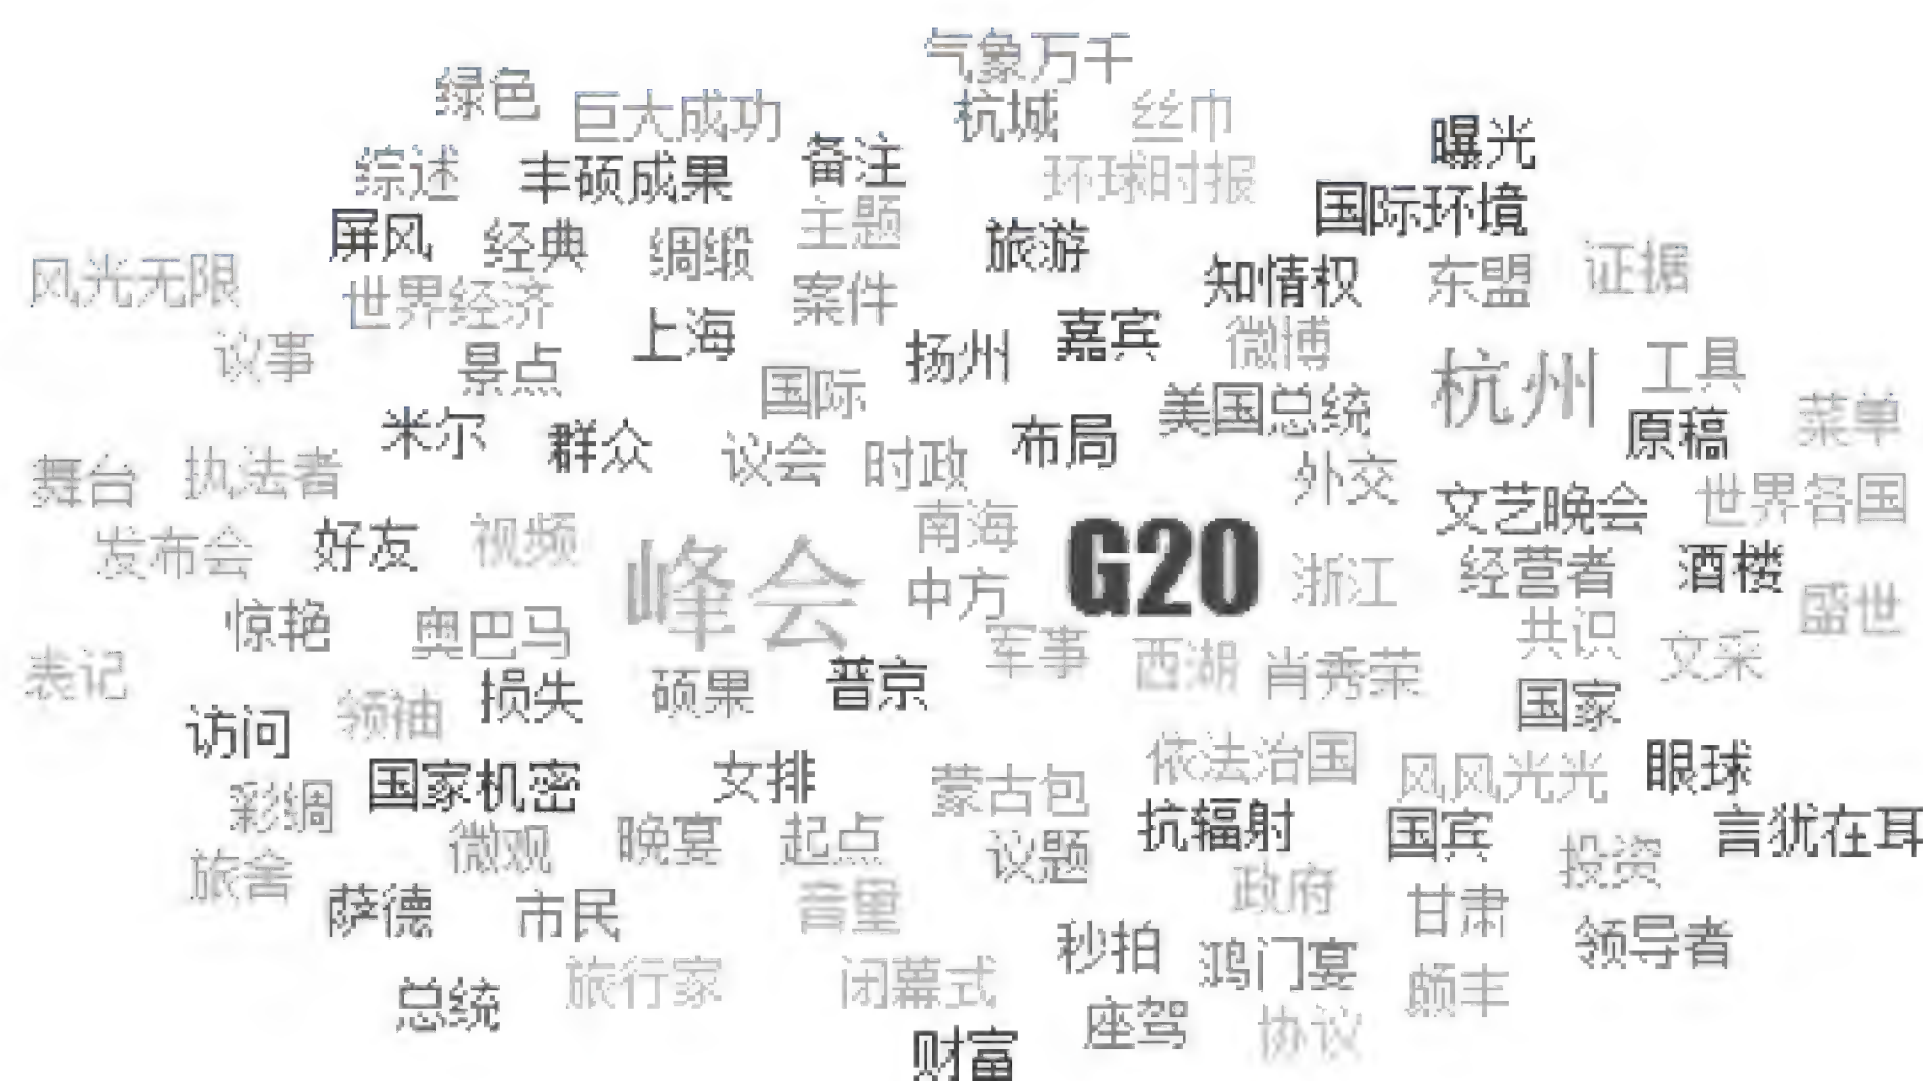 气象万千
绿色
巨大成功
杭城
丝巾
曝光
综述
丰硕成果
备注
环球时报
国际环境
屏风
经典
绸缎
主题
旅游
风光无限
世界经济
案件
知情权
东盟
证据
议事
景点
上海
扬州
嘉宾
微博
杭州
工具
国际
美国总统
米尔
群众
议会
时政
布局
原稿
菜单
舞台
执法者
外交
文艺晚会
世界各国
发布会
好友
视频
峰会
南海
中方
G20
浙江
经营者
酒楼
惊艳
奥巴马
军事
共识
盛世
表记
领袖
损失
硕果
普京
西湖
肖秀荣
文采
访问
国家
彩绸
国家机密
女排
蒙古包
依法治国
风风光光
眼球
旅舍
微观
晚宴
起点
议题
抗辐射
国宾
投资
言犹在耳
萨德
市民
音量
政府
甘肃
领导者
总统
旅行家
闭幕式
秒拍
鸿门宴
颇丰
财富
座驾
协议